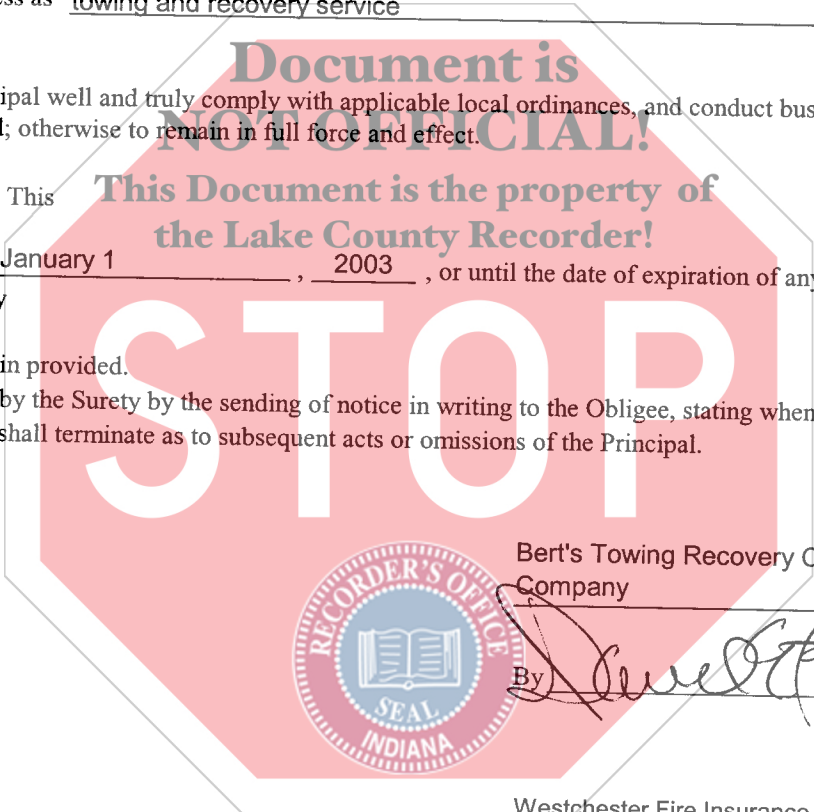 ess as towing and recovery service
Document is
ipal well and truly comply with applicable local ordinances, and conduct bus
; otherwise to remain in full force and effect.
NOT OFFICIAL!
This
This Document is the property of
the Lake County Recorder!
January 1, 2003, or until the date of expiration of any
y
in provided.
STOP
by the Surety by the sending of notice in writing to the Obligee, stating when
shall terminate as to subsequent acts or omissions of the Principal.
Bert's Towing Recovery C
Company
By
RECORDER'S OFFICE
SEAL
INDIANA
Westchester Fire Insurance